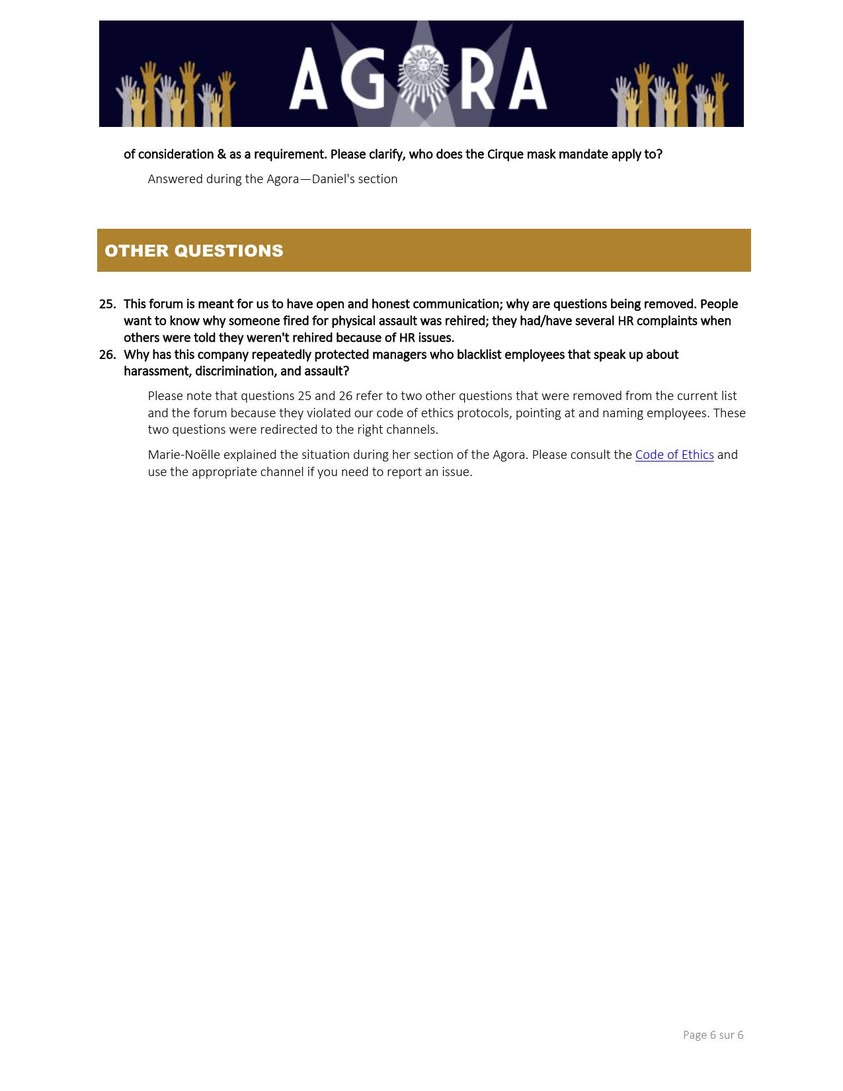 AGORA
of consideration & as a requirement. Please clarify, who does the Cirque mask mandate apply to?
Answered during the Agora—Daniel's section
OTHER QUESTIONS
25. This forum is meant for us to have open and honest communication; why are questions being removed. People
want to know why someone fired for physical assault was rehired; they had/have several HR complaints when
others were told they weren't rehired because of HR issues.
26. Why has this company repeatedly protected managers who blacklist employees that speak up about
harassment, discrimination, and assault?
Please note that questions 25 and 26 refer to two other questions that were removed from the current list
and the forum because they violated our code of ethics protocols, pointing at and naming employees. These
two questions were redirected to the right channels.
Marie-Noëlle explained the situation during her section of the Agora. Please consult the Code of Ethics and
use the appropriate channel if you need to report an issue.
Page 6 sur 6